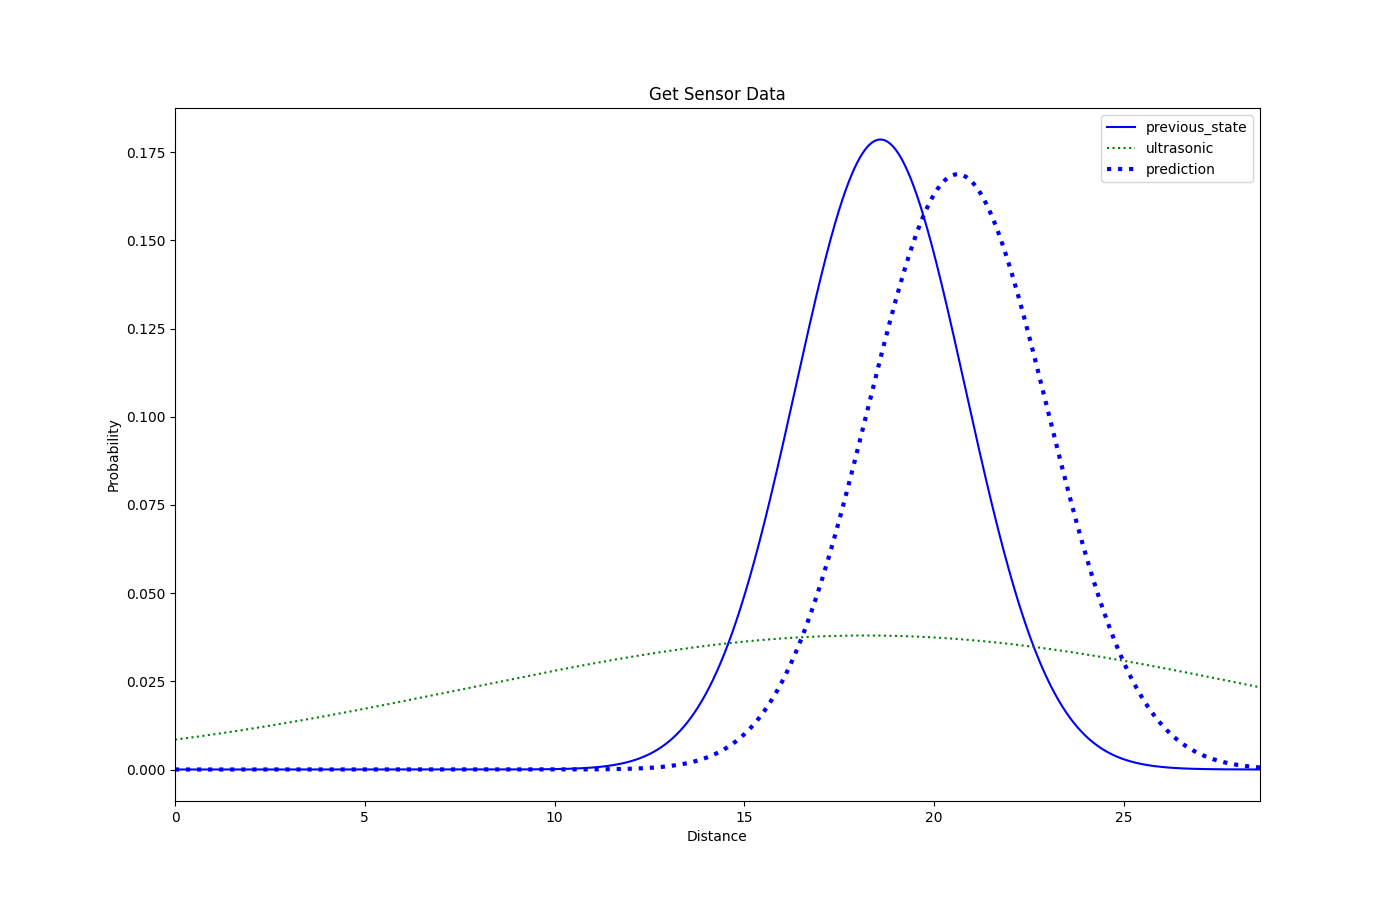 Get Sensor Data
previous_state
ultrasonic
prediction
0.175
0.150
0.125
0.100
0.075
0.050
0.025
0.000
Probability
0 5 10 15 20 25
Distance